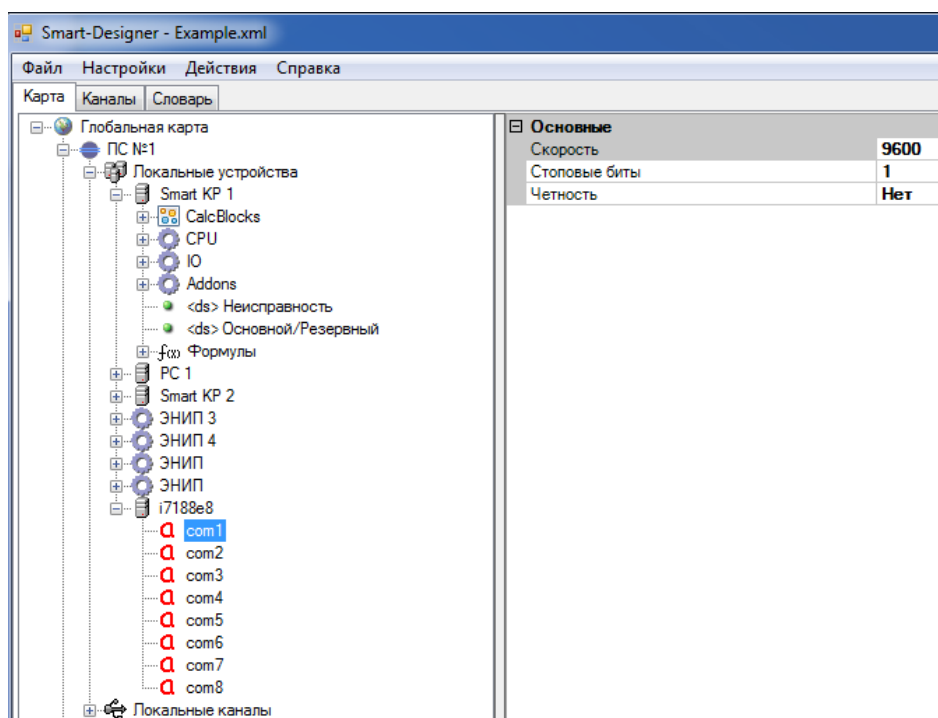 Smart-Designer - Example.xml
Файл Настройки Действия Справка
Карта Каналы Словарь
Глобальная карта
ПС №1
Локальные устройства
Smart КР 1
CalcBlocks
CPU
IO
Addons
<ds> Неисправность
<ds> Основной/Резервный
f(x) Формулы
PC 1
Smart КР 2
ЭНИП 3
ЭНИП 4
ЭНИП
ЭНИП
i7188e8
com1
com2
com3
com4
com5
com6
com7
com8
Локальные каналы
Основные
Скорость 9600
Стоповые биты 1
Четность Нет